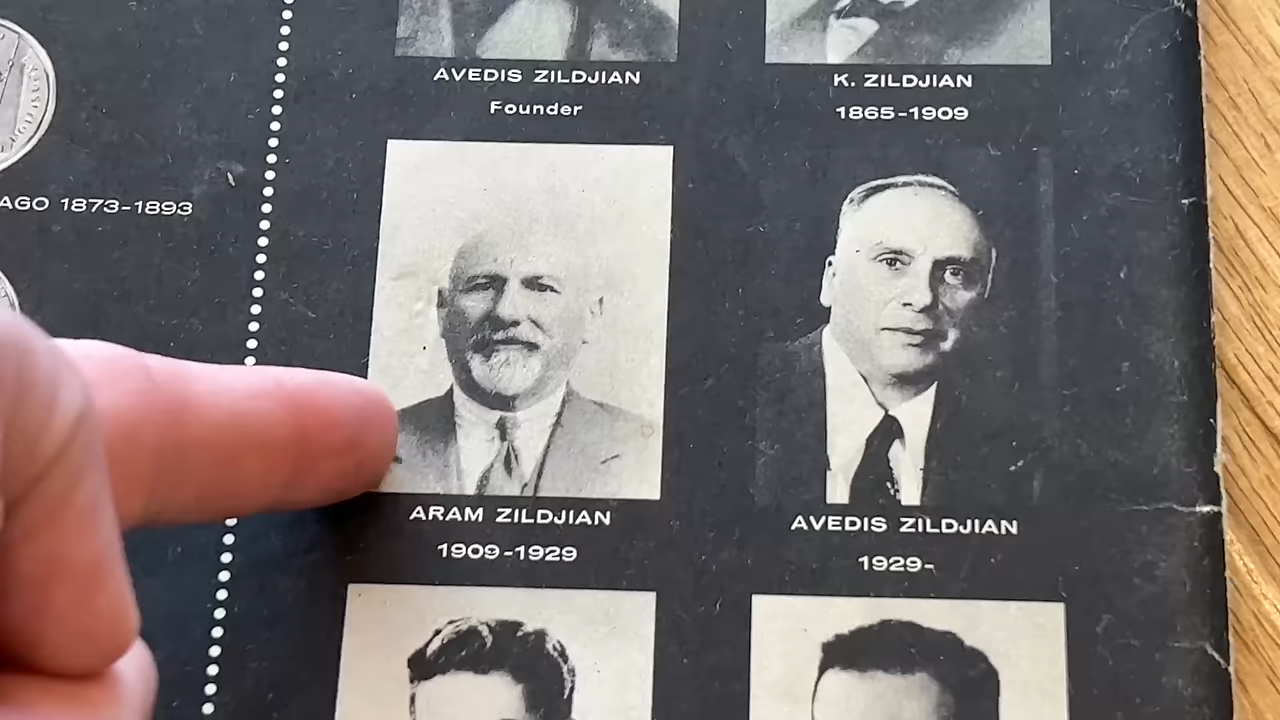 AVEDIS ZILDJIAN
Founder
K. ZILDJIAN
1865-1909
AGO 1873-1893
ARAM ZILDJIAN
1909-1929
AVEDIS ZILDJIAN
1929-